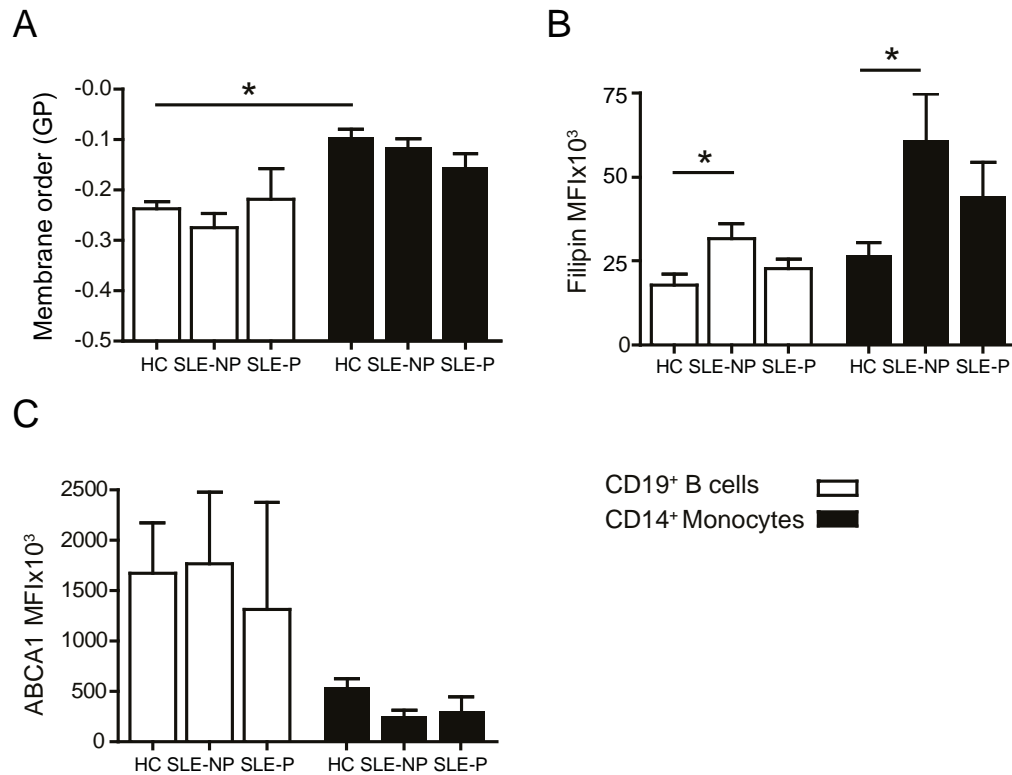 A
B
*
*
*
-0.0
-0.1
-0.2
-0.3
-0.4
-0.5
Membrane order (GP)
HC SLE-NP SLE-P
HC SLE-NP SLE-P
75
50
25
0
Filipin MFIx10³
HC SLE-NP SLE-P
HC SLE-NP SLE-P
C
2500
2000
1500
1000
500
0
ABCA1 MFIx10³
HC SLE-NP SLE-P
HC SLE-NP SLE-P
CD19⁺ B cells
CD14⁺ Monocytes